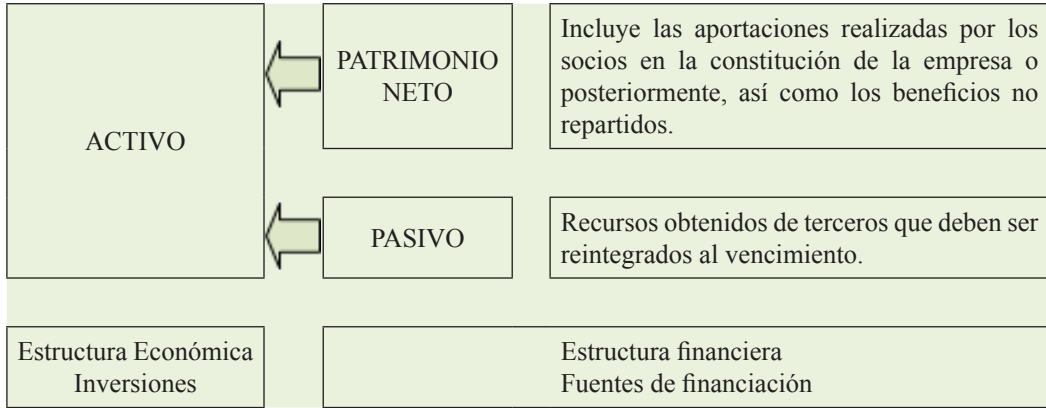 ACTIVO
PATRIMONIO
NETO
Incluye las aportaciones realizadas por los
socios en la constitución de la empresa o
posteriormente, así como los beneficios no
repartidos.
PASIVO
Recursos obtenidos de terceros que deben ser
reintegrados al vencimiento.
Estructura Económica
Inversiones
Estructura financiera
Fuentes de financiación